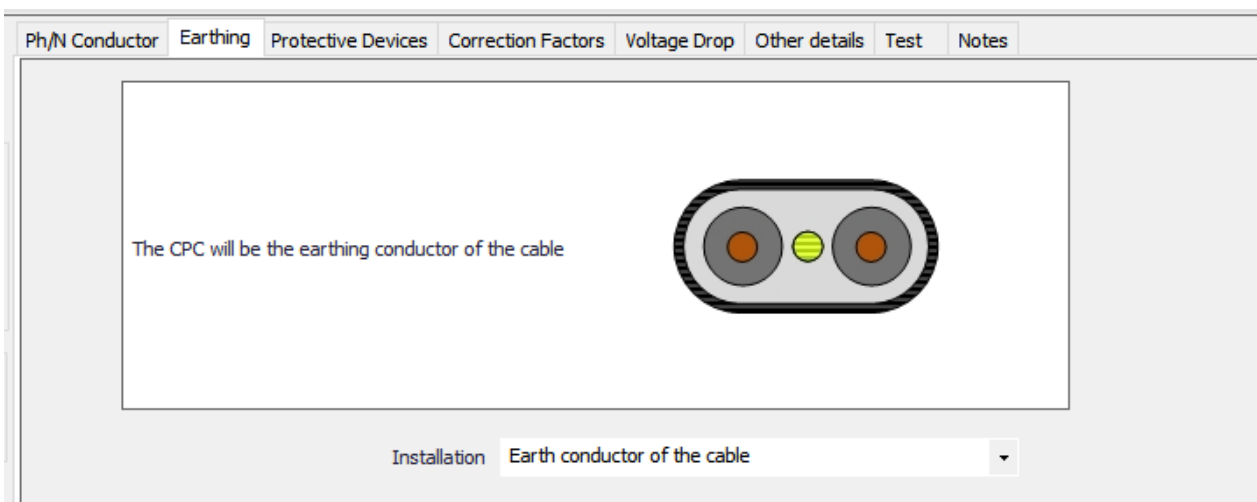 Ph/N Conductor Earthing Protective Devices Correction Factors Voltage Drop Other details Test Notes
The CPC will be the earthing conductor of the cable
Installation Earth conductor of the cable